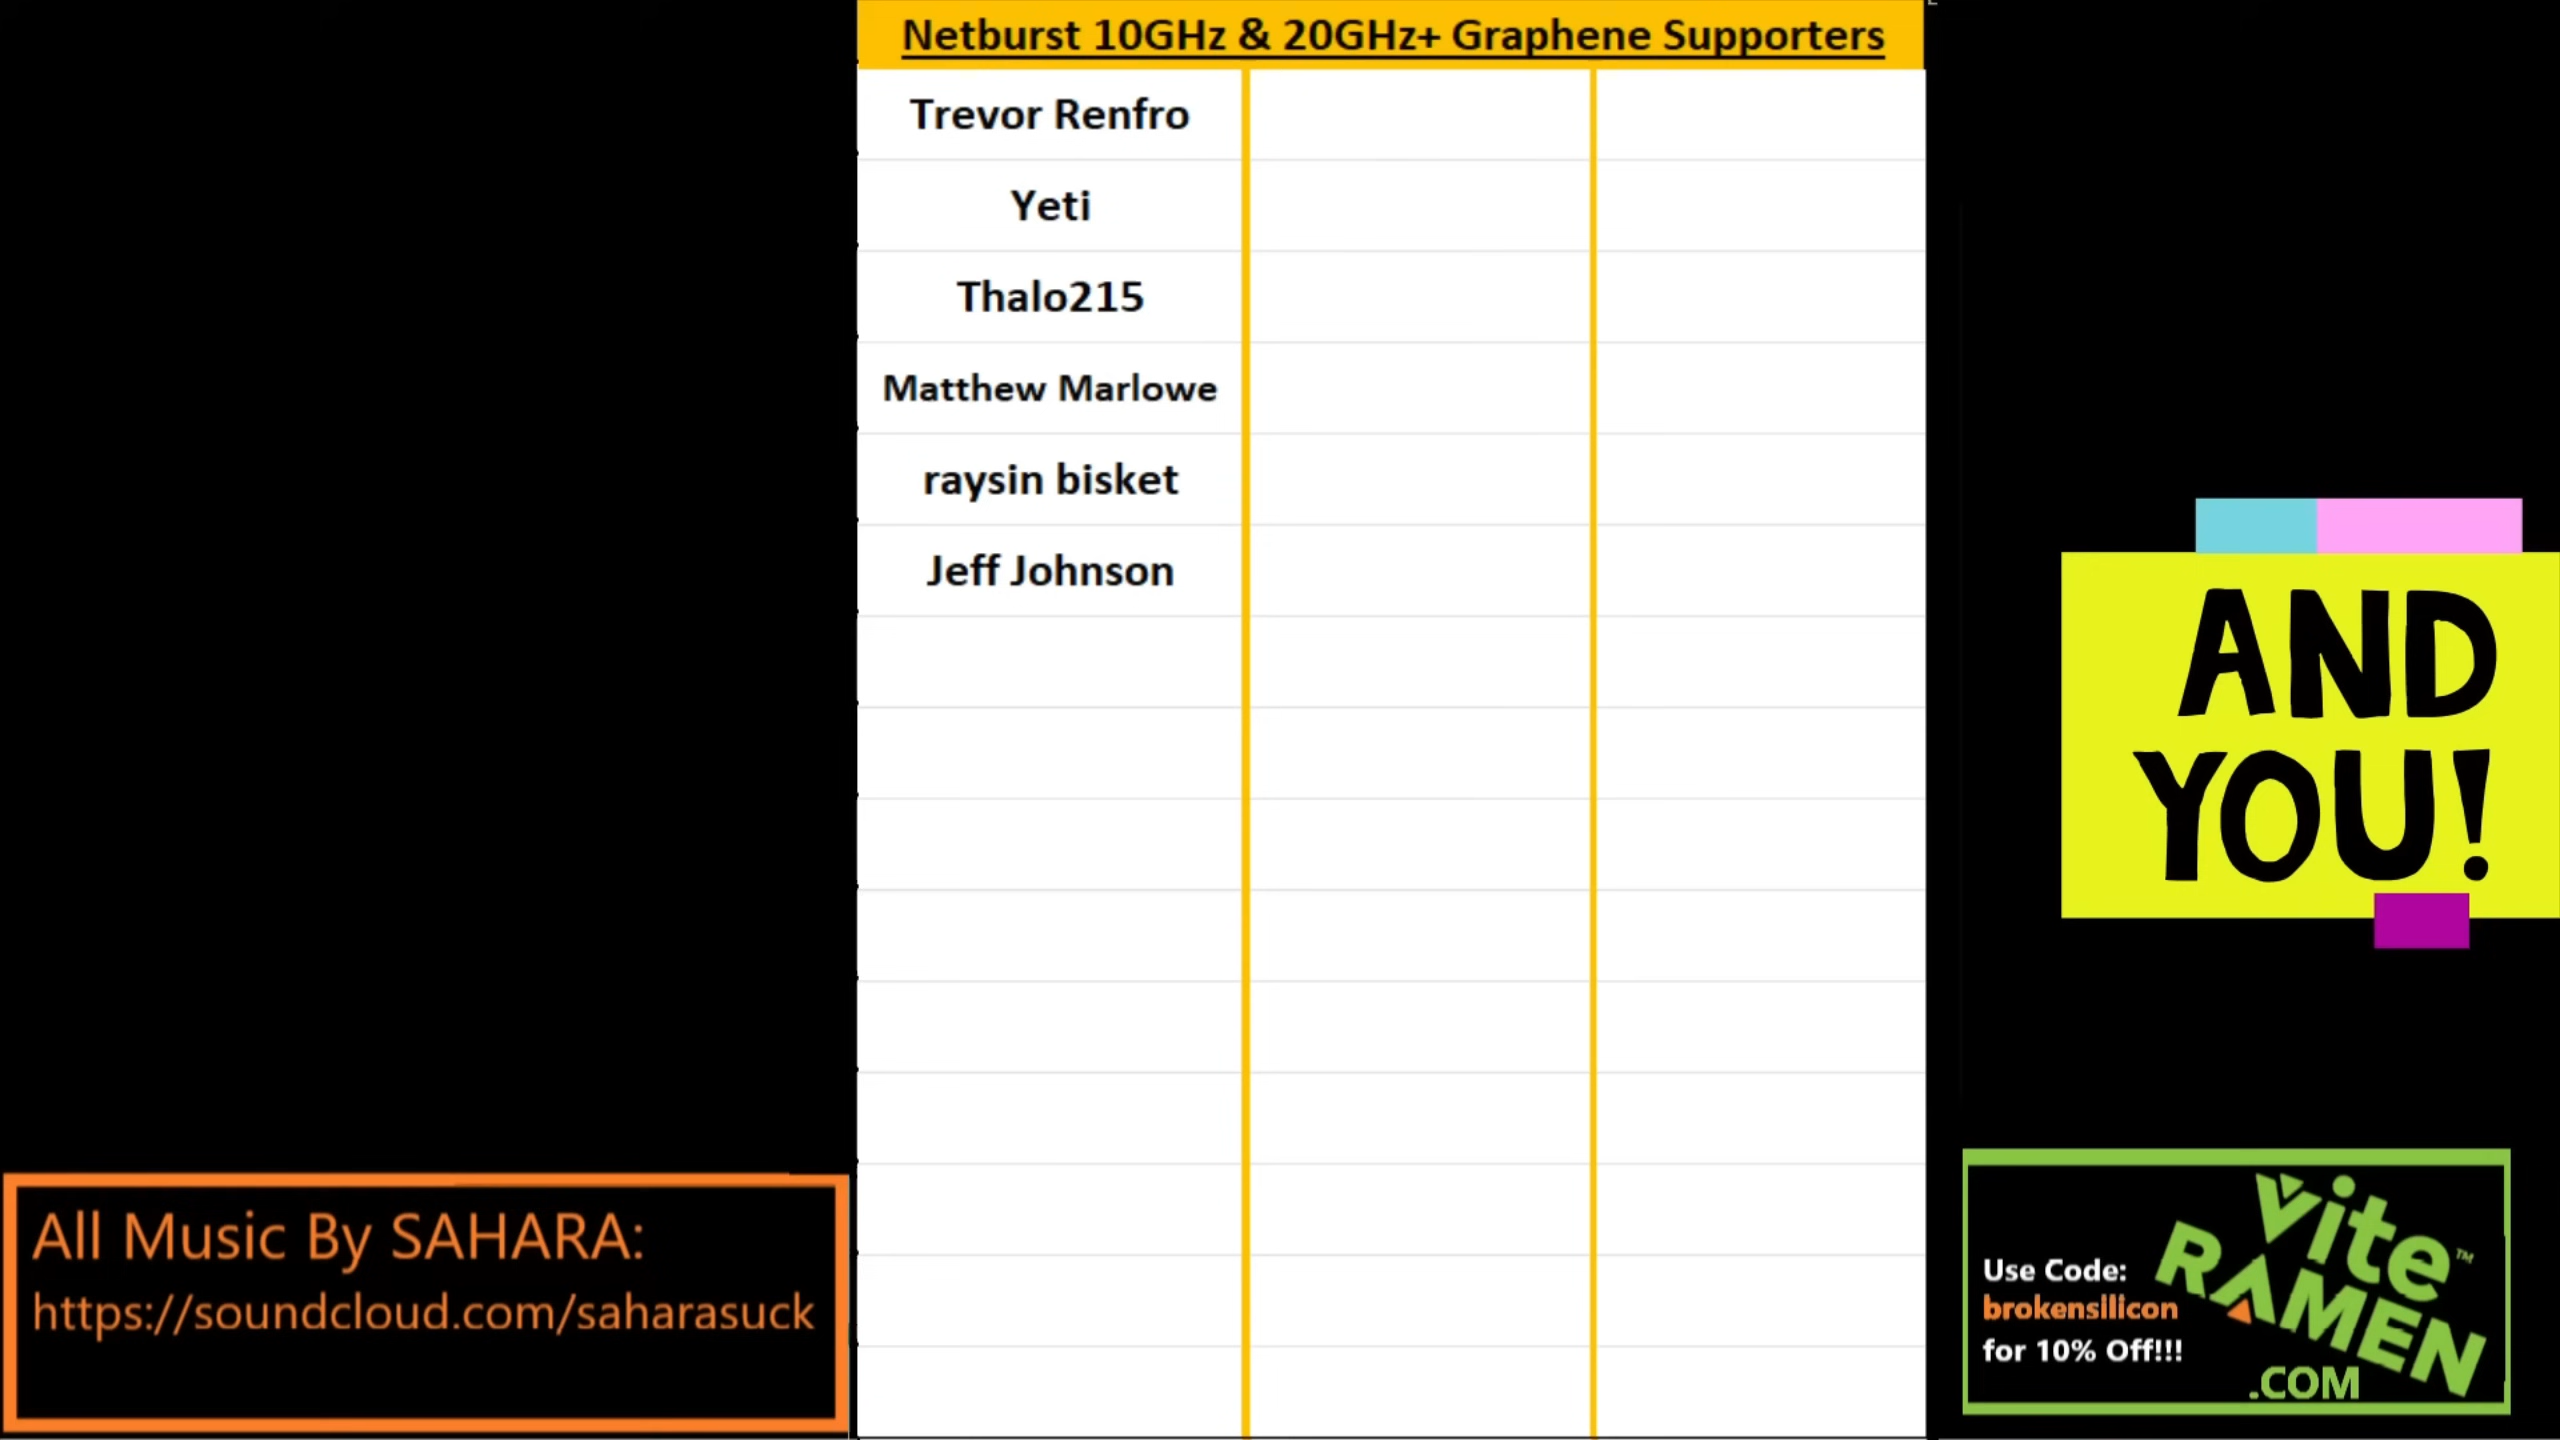 Netburst 10GHz & 20GHz+ Graphene Supporters
Trevor Renfro
Yeti
Thalo215
Matthew Marlowe
raysin bisket
Jeff Johnson
AND
YOU!
All Music By SAHARA:
https://soundcloud.com/saharasuck
Use Code:
brokensilicon
for 10% Off!!!
Vite™
RAMEN
.COM